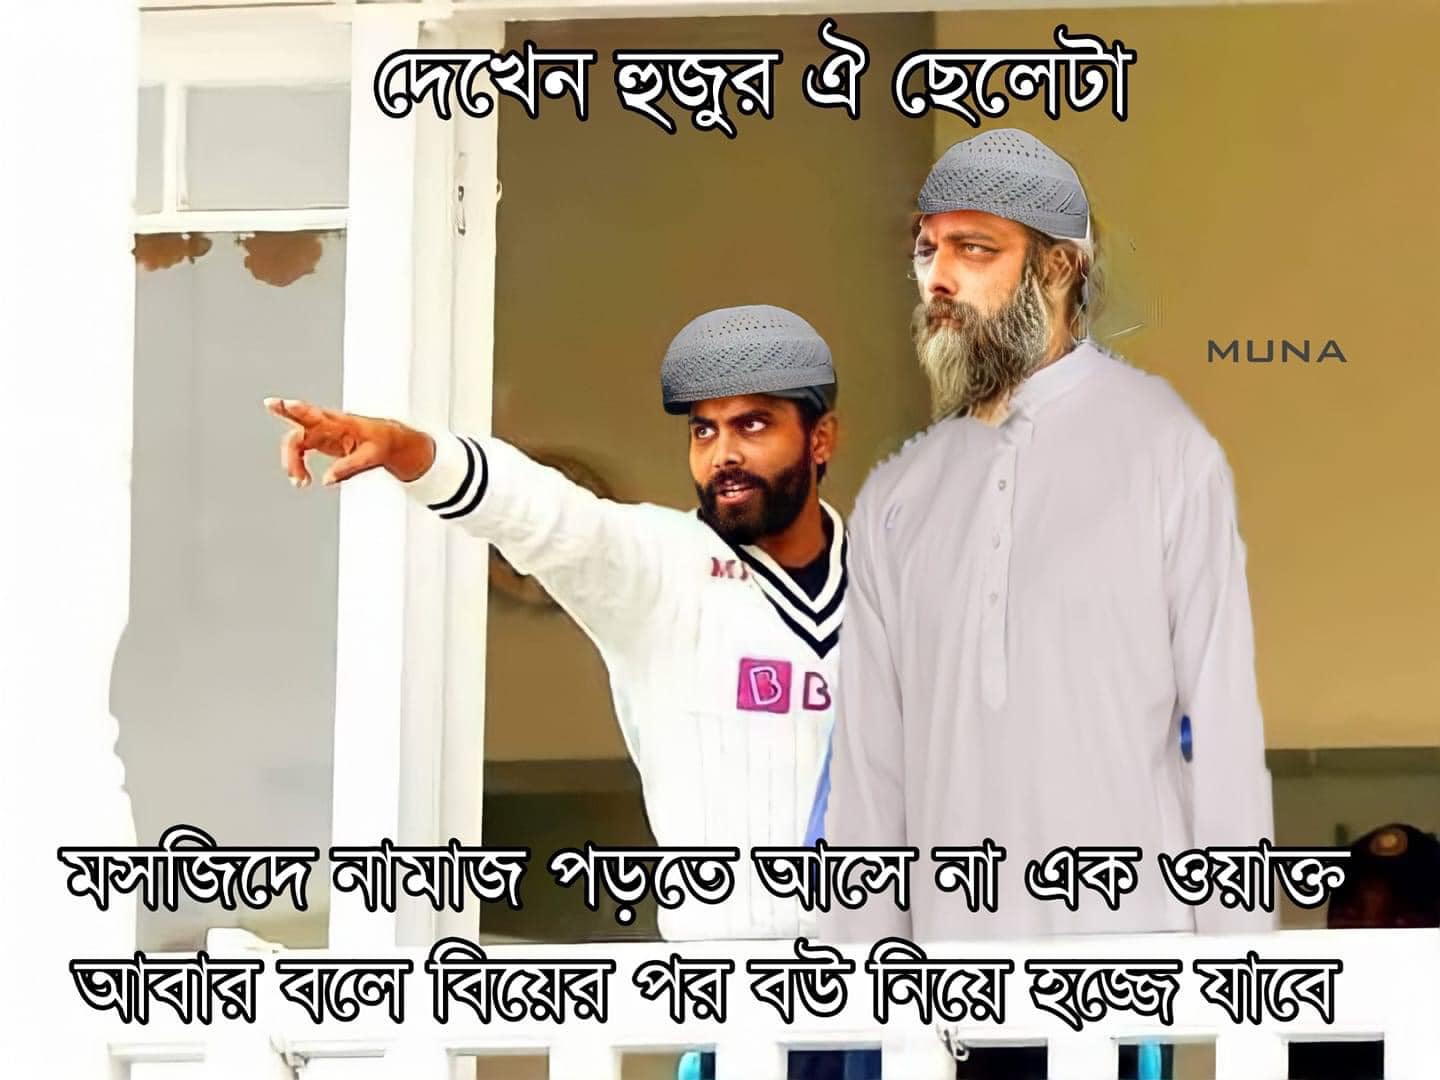 দেখেন হুজুর ঐ ছেলেটা
MUNA
B B
মসজিদে নামাজ পড়তে আসে না এক ওয়াক্ত
আবার বলে বিয়ের পর বউ নিয়ে হজ্জে যাবে